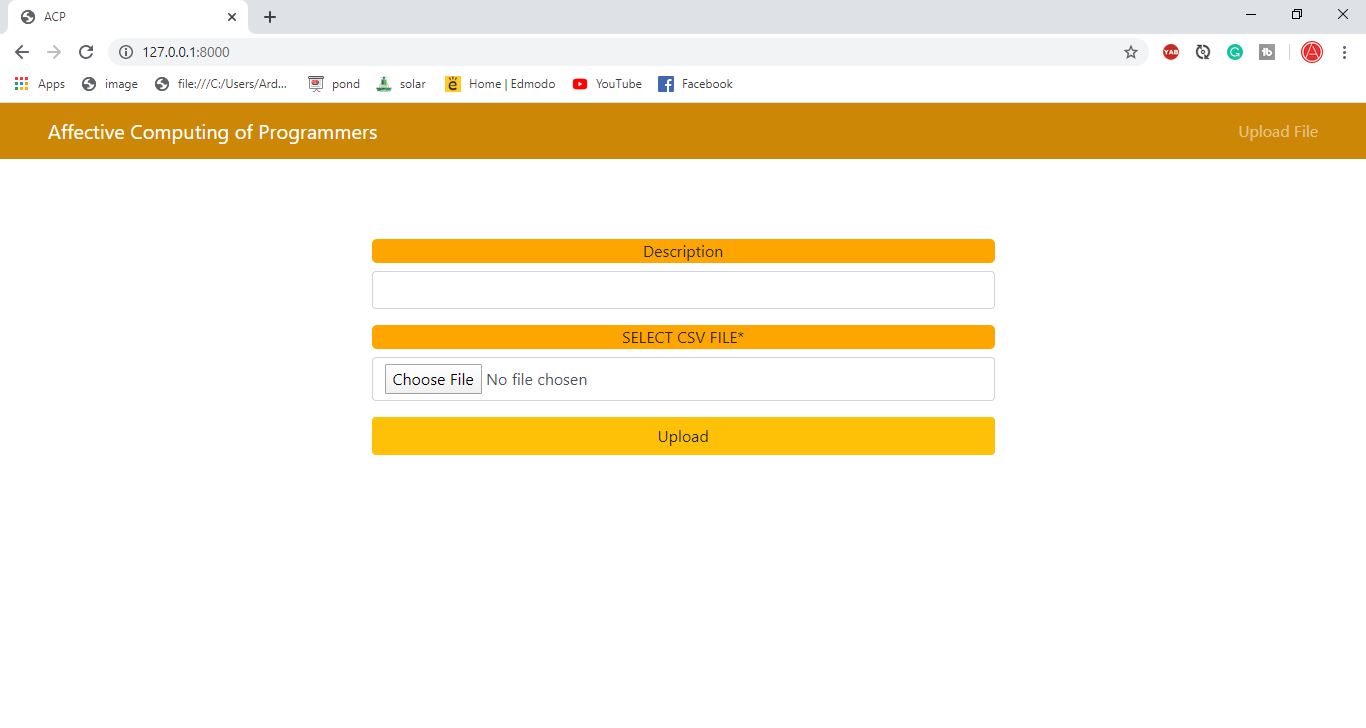 ACP
127.0.0.1:8000
YAB
Apps image file:///C:/Users/Ard... pond solar Home | Edmodo YouTube Facebook
Affective Computing of Programmers Upload File
Description
SELECT CSV FILE*
Choose File No file chosen
Upload